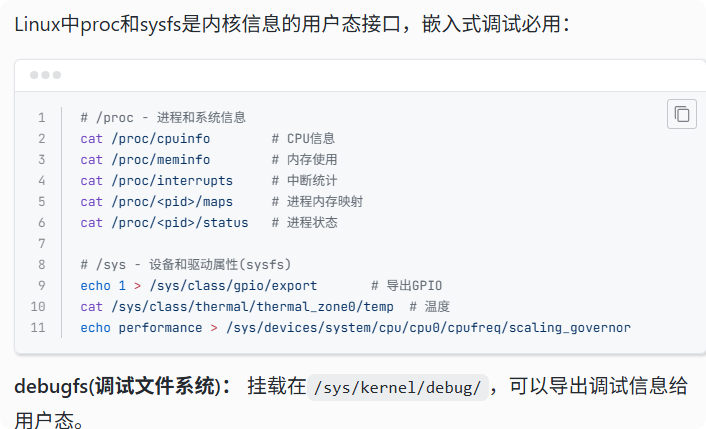 Linux中proc和sysfs是内核信息的用户态接口，嵌入式调试必用：
1 # /proc - 进程和系统信息
2 cat /proc/cpuinfo        # CPU信息
3 cat /proc/meminfo        # 内存使用
4 cat /proc/interrupts     # 中断统计
5 cat /proc/<pid>/maps     # 进程内存映射
6 cat /proc/<pid>/status   # 进程状态
7
8 # /sys - 设备和驱动属性(sysfs)
9 echo 1 > /sys/class/gpio/export       # 导出GPIO
10 cat /sys/class/thermal/thermal_zone0/temp  # 温度
11 echo performance > /sys/devices/system/cpu/cpu0/cpufreq/scaling_governor
debugfs(调试文件系统)： 挂载在 /sys/kernel/debug/ ，可以导出调试信息给
用户态。